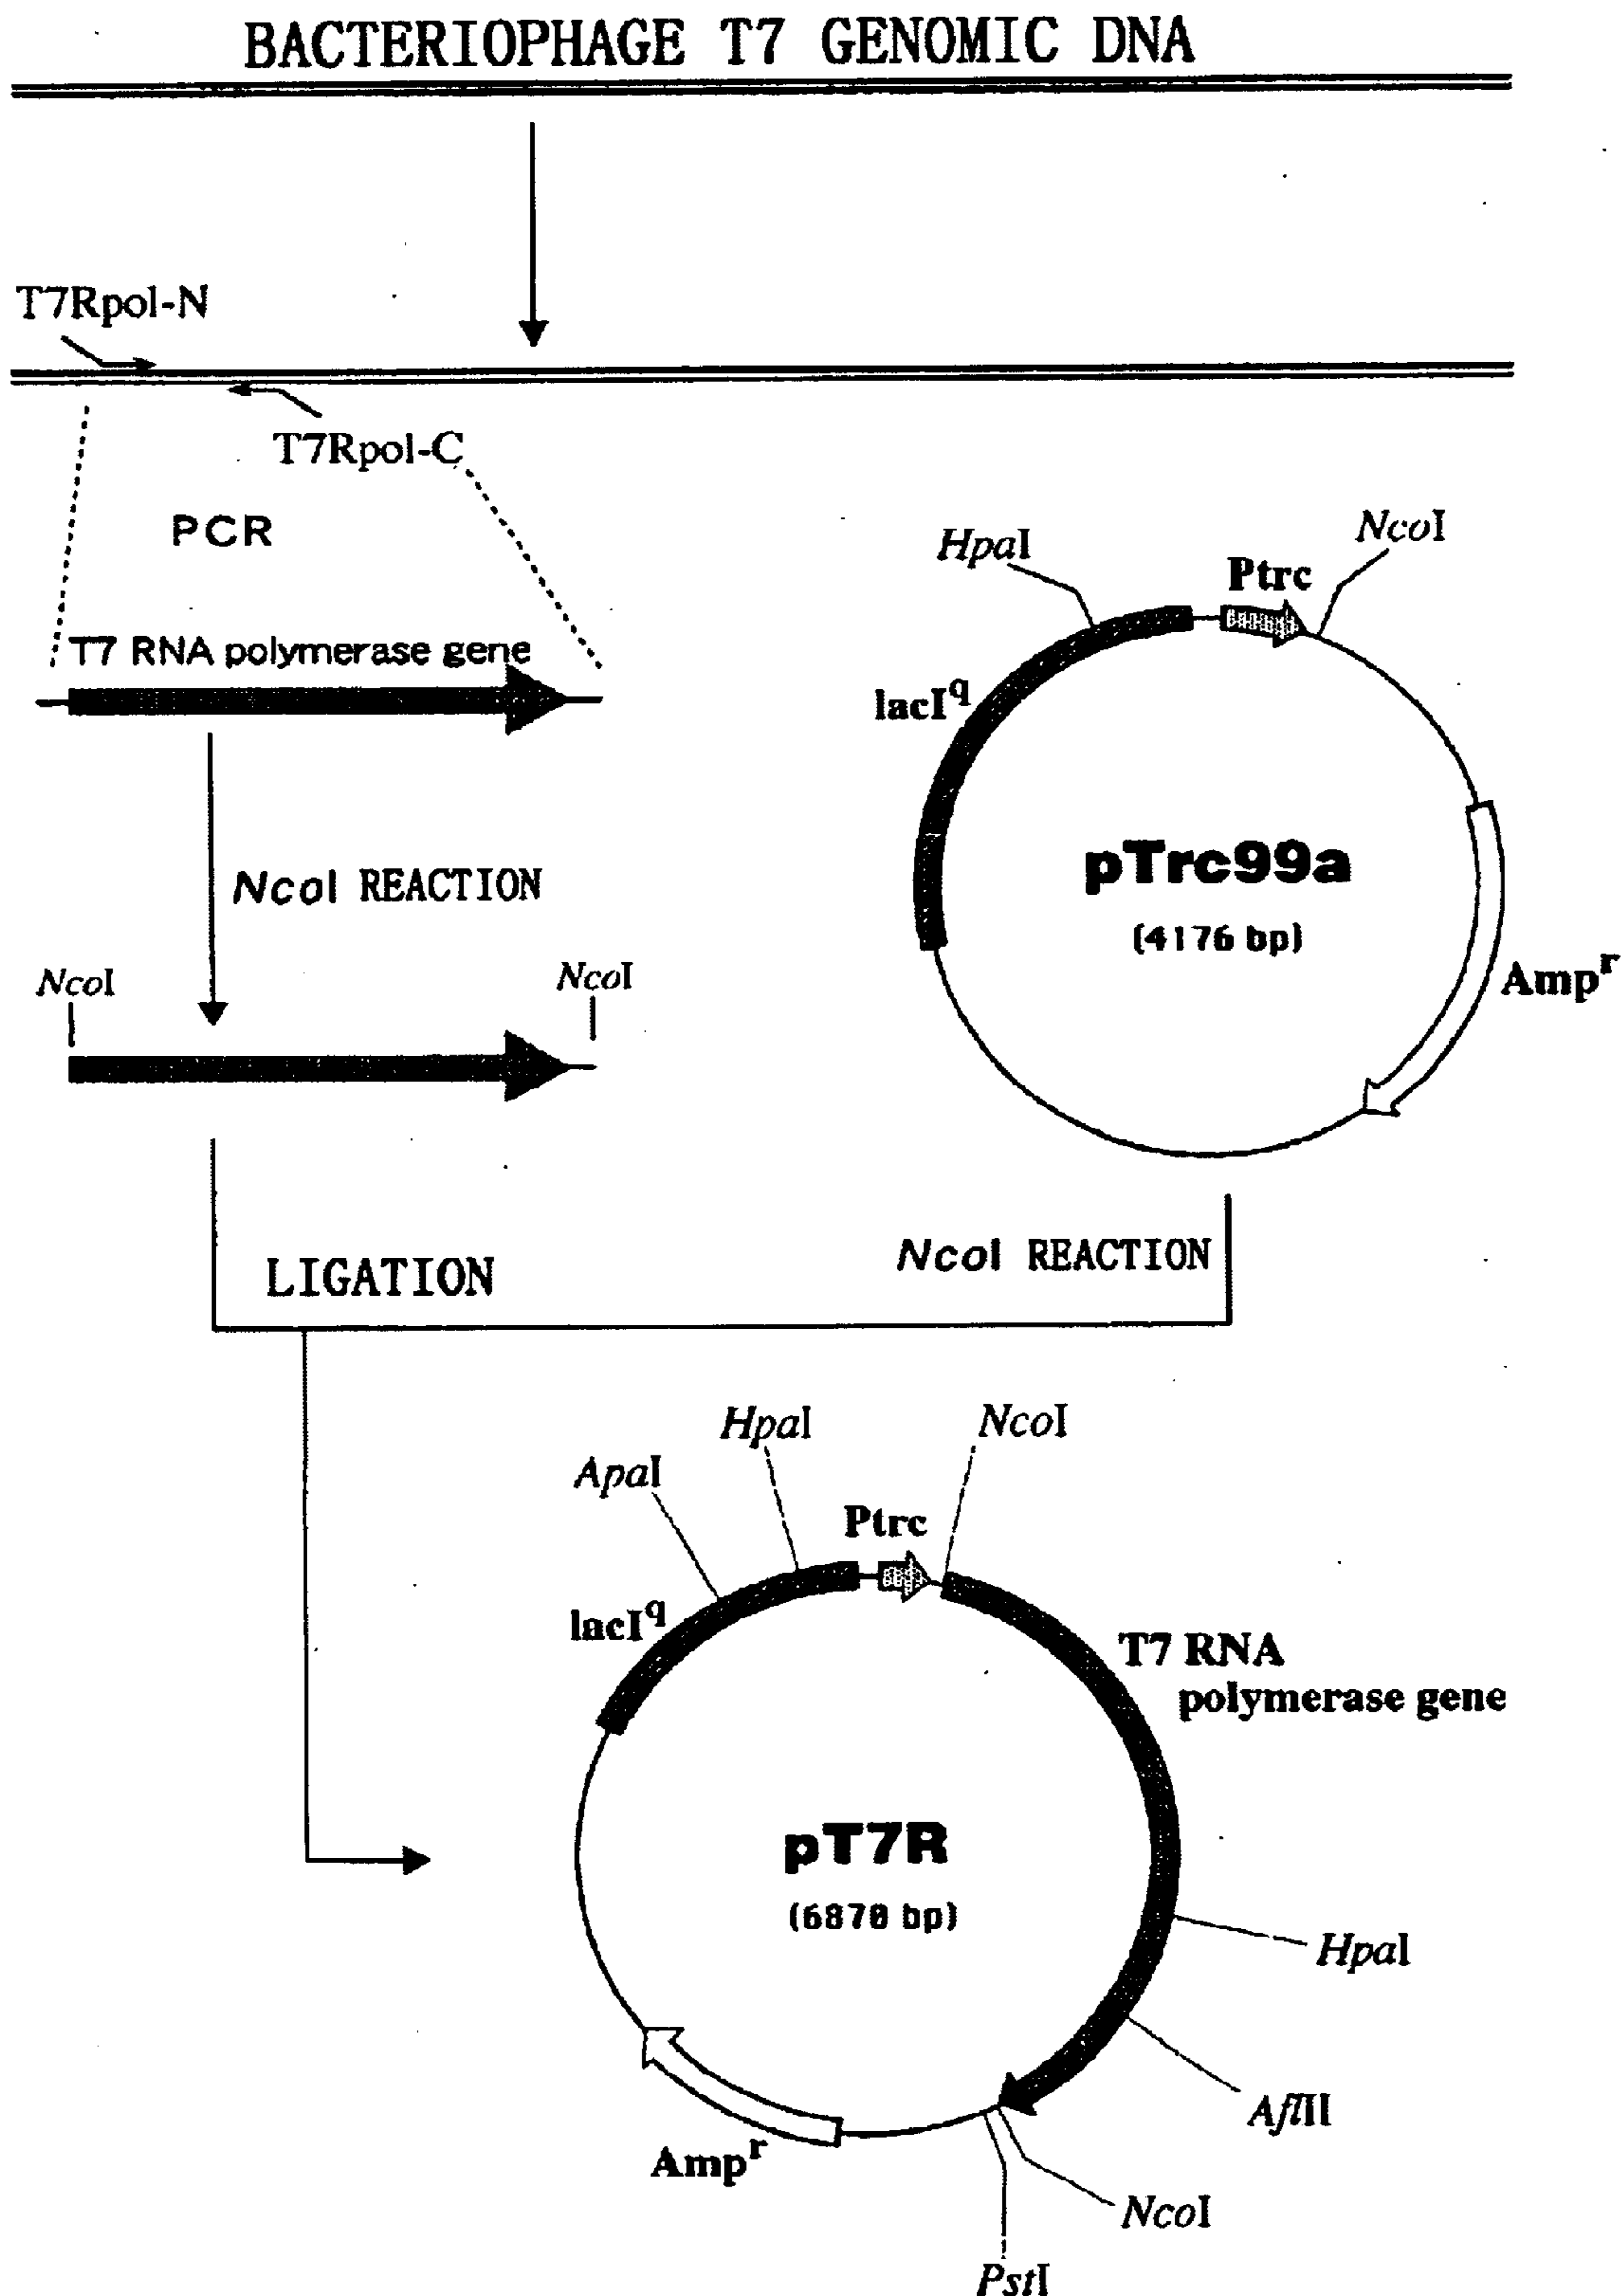 BACTERIOPHAGE T7 GENOMIC DNA
T7Rpol-N
T7Rpol-C
PCR
T7 RNA polymerase gene
HpaI
Ptrc
NcoI
lacI^q
pTrc99a
(4176 bp)
Amp^r
NcoI REACTION
NcoI
NcoI
LIGATION
NcoI REACTION
HpaI
NcoI
ApaI
Ptrc
lacI^q
T7 RNA
polymerase gene
pT7R
(6870 bp)
HpaI
AflII
Amp^r
NcoI
PstI